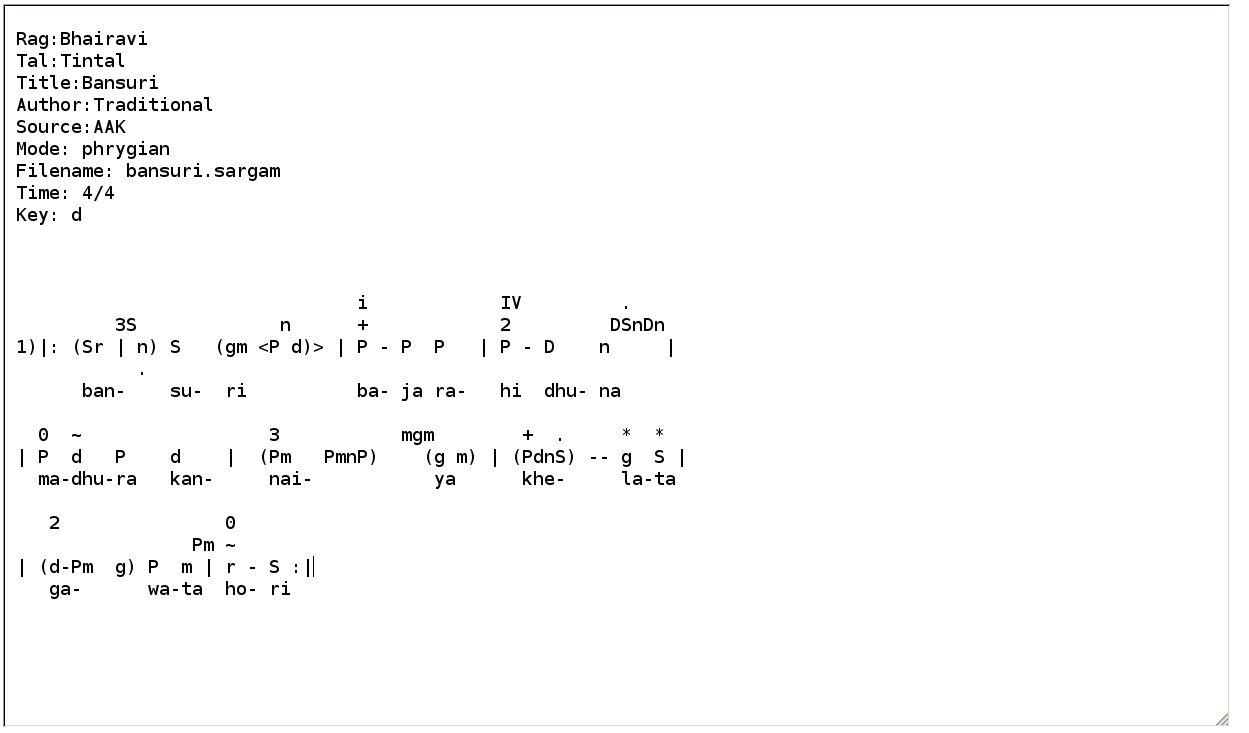 Rag:Bhairavi
Tal:Tintal
Title:Bansuri
Author:Traditional
Source:AAK
Mode: phrygian
Filename: bansuri.sargam
Time: 4/4
Key: d
                               i            IV         .
         3S             n      +            2         DSnDn
1)|: (Sr | n) S   (gm <P d)> | P - P  P   | P - D    n     |
           .
      ban-    su-  ri          ba- ja ra-   hi  dhu- na
  0  ~                 3           mgm        +  .     *  *
| P  d   P    d    |  (Pm   PmnP)    (g m) | (PdnS) -- g  S |
  ma-dhu-ra   kan-     nai-           ya      khe-     la-ta
   2               0
                Pm ~
| (d-Pm  g) P  m | r - S :|
   ga-      wa-ta  ho- ri